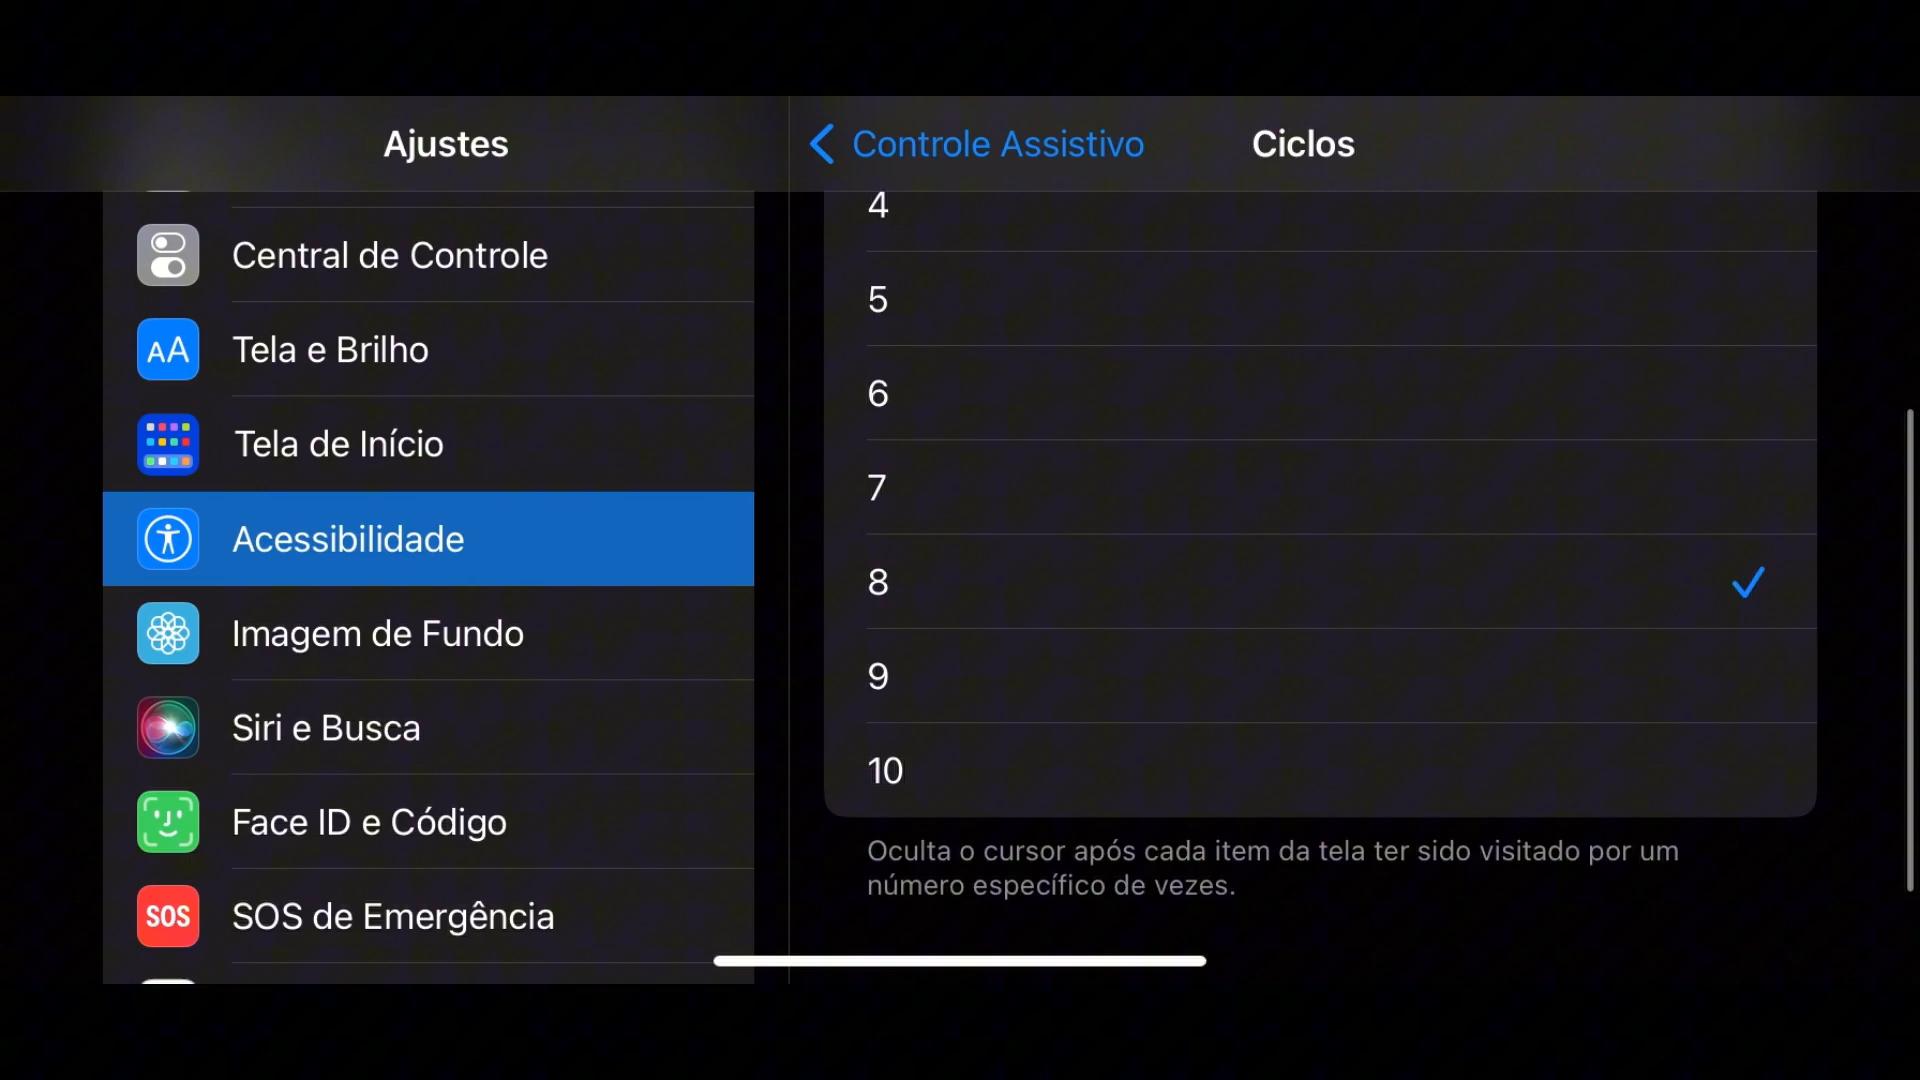 Ajustes
Central de Controle
AA
Tela e Brilho
Tela de Início
Acessibilidade
Imagem de Fundo
Siri e Busca
Face ID e Código
SOS
SOS de Emergência
Controle Assistivo
Ciclos
4
5
6
7
8
9
10
Oculta o cursor após cada item da tela ter sido visitado por um
número específico de vezes.